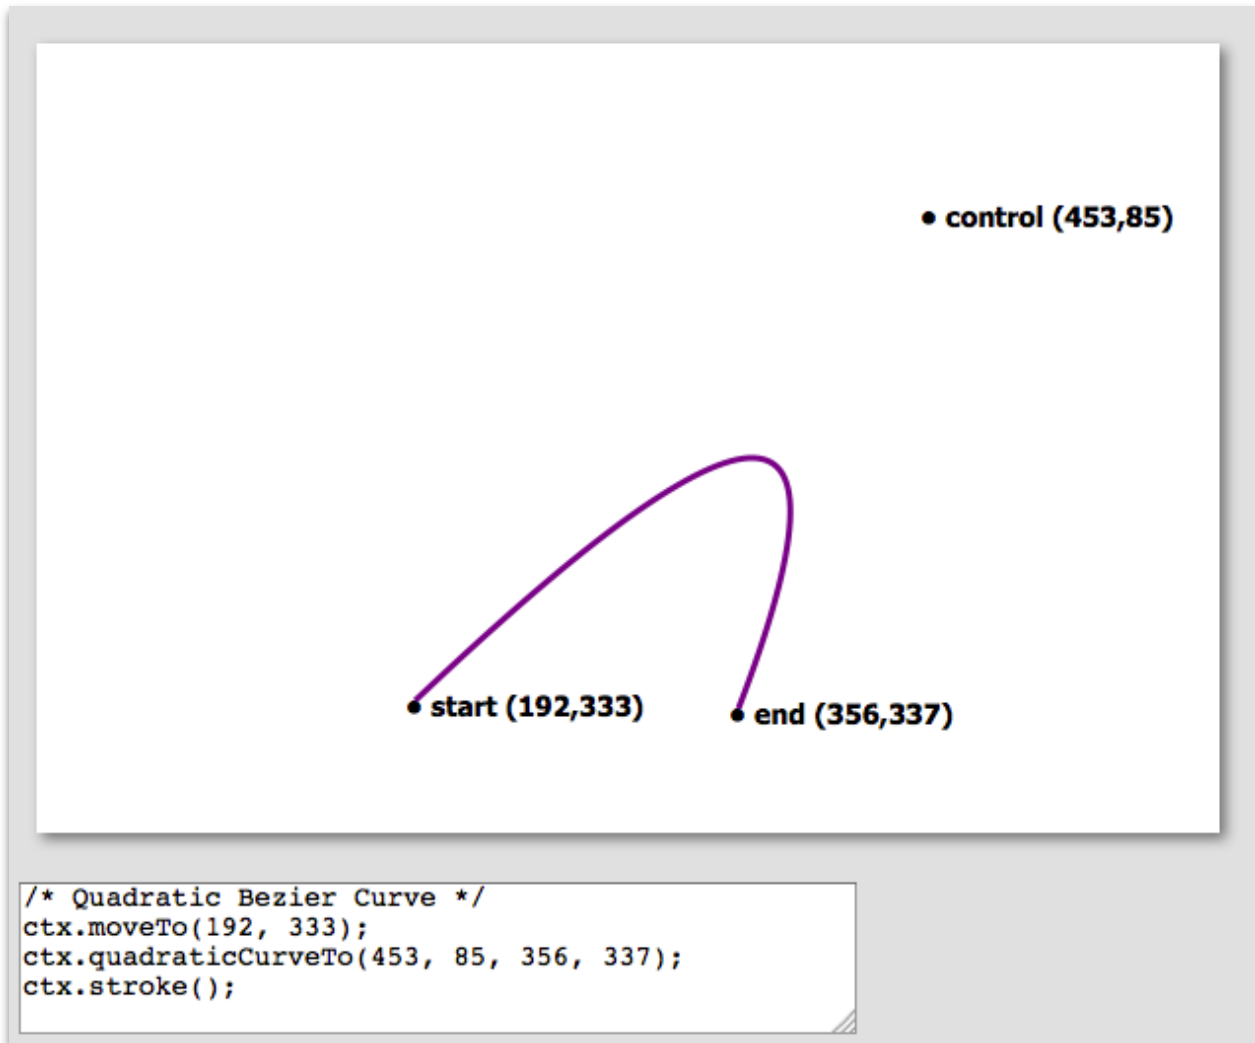 control (453,85)
start (192,333)
end (356,337)
/* Quadratic Bezier Curve */
ctx.moveTo(192, 333);
ctx.quadraticCurveTo(453, 85, 356, 337);
ctx.stroke();